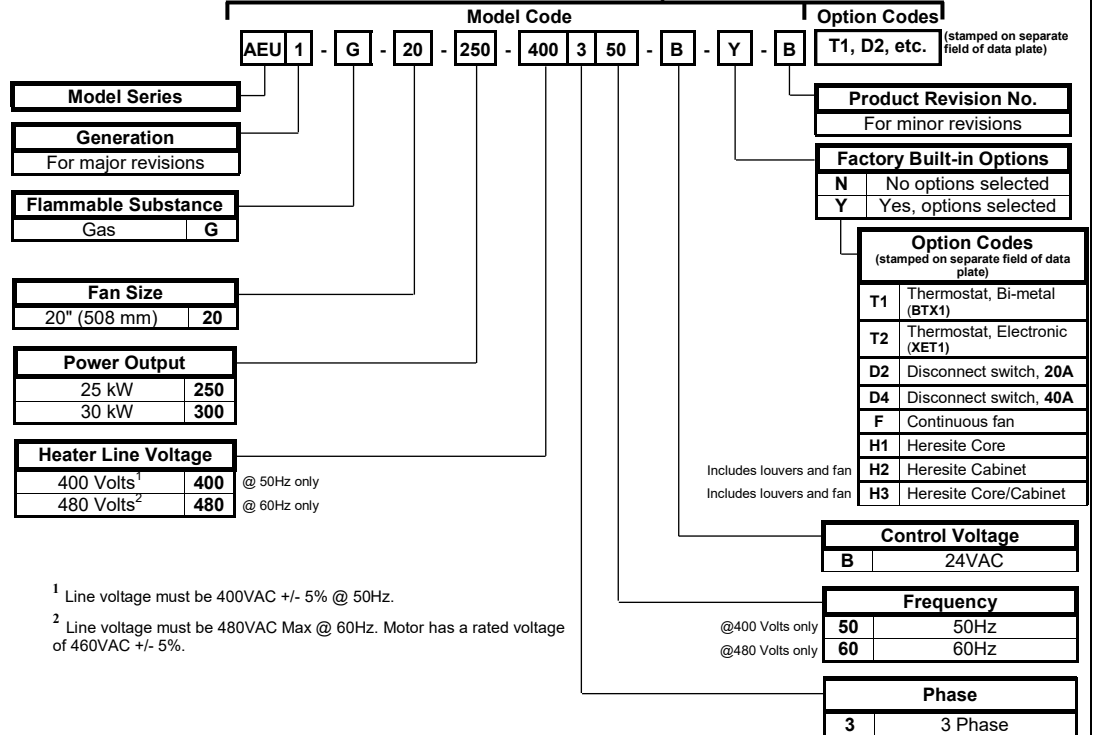 Model Code
Option Codes
AEU 1 - G - 20 - 250 - 400 3 50 - B - Y - B
T1, D2, etc.
(stamped on separate
field of data plate)
Model Series
Generation
For major revisions
Flammable Substance
Gas G
Fan Size
20" (508 mm) 20
Power Output
25 kW 250
30 kW 300
Heater Line Voltage
400 Volts¹ 400 @ 50Hz only
480 Volts² 480 @ 60Hz only
¹ Line voltage must be 400VAC +/- 5% @ 50Hz.
² Line voltage must be 480VAC Max @ 60Hz. Motor has a rated voltage
of 460VAC +/- 5%.
Product Revision No.
For minor revisions
Factory Built-in Options
N No options selected
Y Yes, options selected
Option Codes
(stamped on separate field of data
plate)
T1 Thermostat, Bi-metal
(BTX1)
T2 Thermostat, Electronic
(XET1)
D2 Disconnect switch, 20A
D4 Disconnect switch, 40A
F Continuous fan
H1 Heresite Core
Includes louvers and fan H2 Heresite Cabinet
Includes louvers and fan H3 Heresite Core/Cabinet
Control Voltage
B 24VAC
Frequency
@400 Volts only 50 50Hz
@480 Volts only 60 60Hz
Phase
3 3 Phase